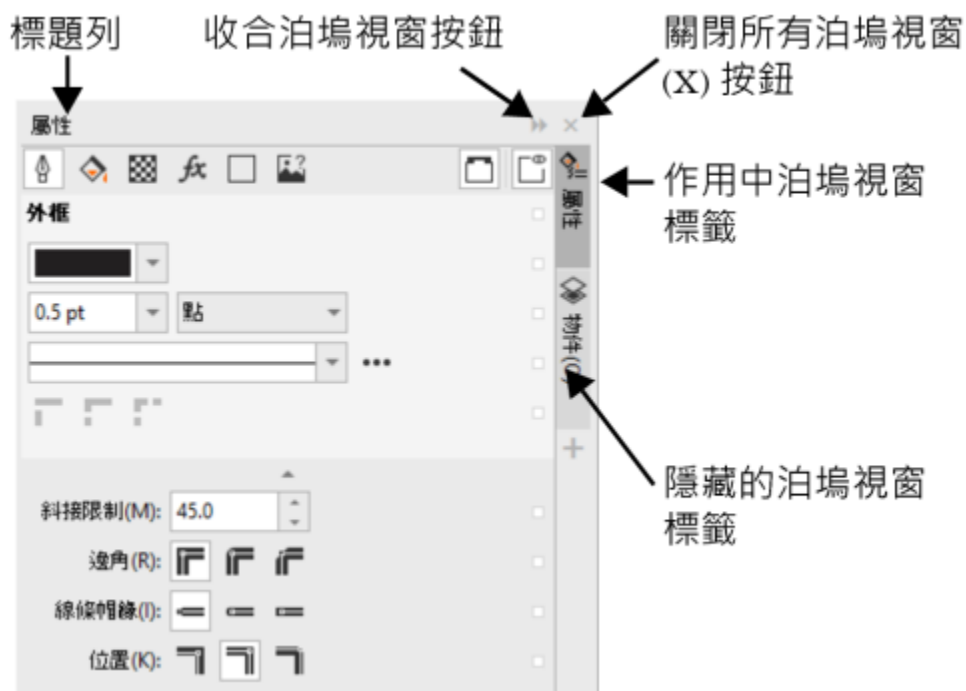 標題列
收合泊塢視窗按鈕
關閉所有泊塢視窗
(X) 按鈕
屬性
fx
外框
屬性
作用中泊塢視窗
標籤
0.5 pt
點
物件(O)
隱藏的泊塢視窗
標籤
斜接限制(M): 45.0
邊角(R):
線條帽緣(I):
位置(K):